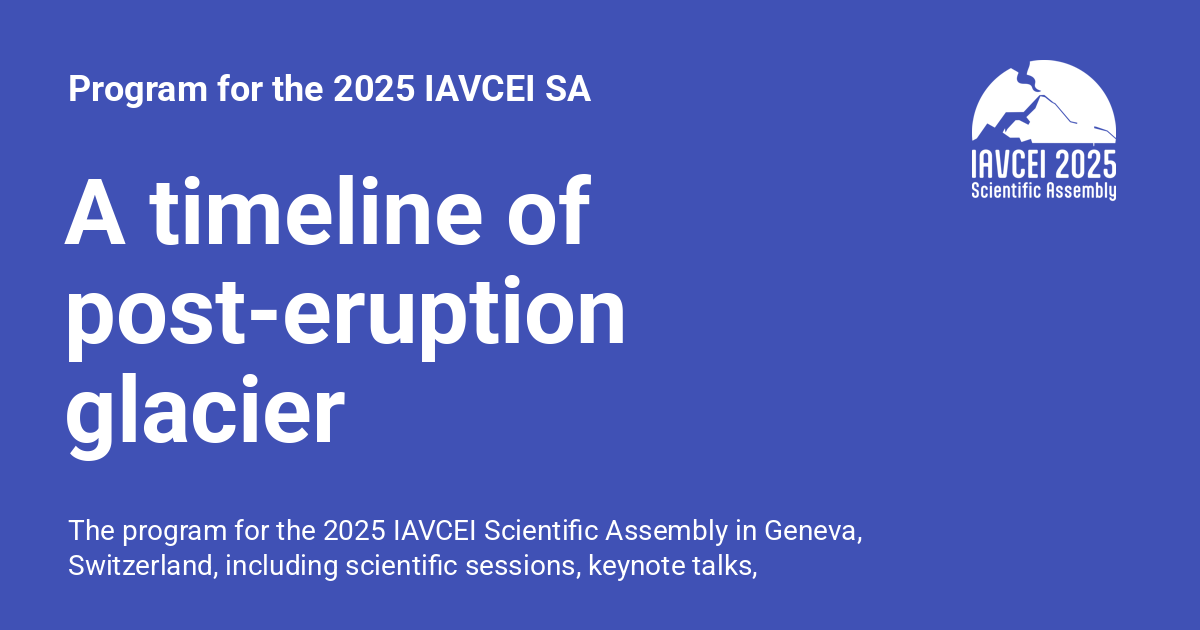 Program for the 2025 IAVCEI SA
IAVCEI 2025
Scientific Assembly
A timeline of
post-eruption
glacier
The program for the 2025 IAVCEI Scientific Assembly in Geneva,
Switzerland, including scientific sessions, keynote talks,